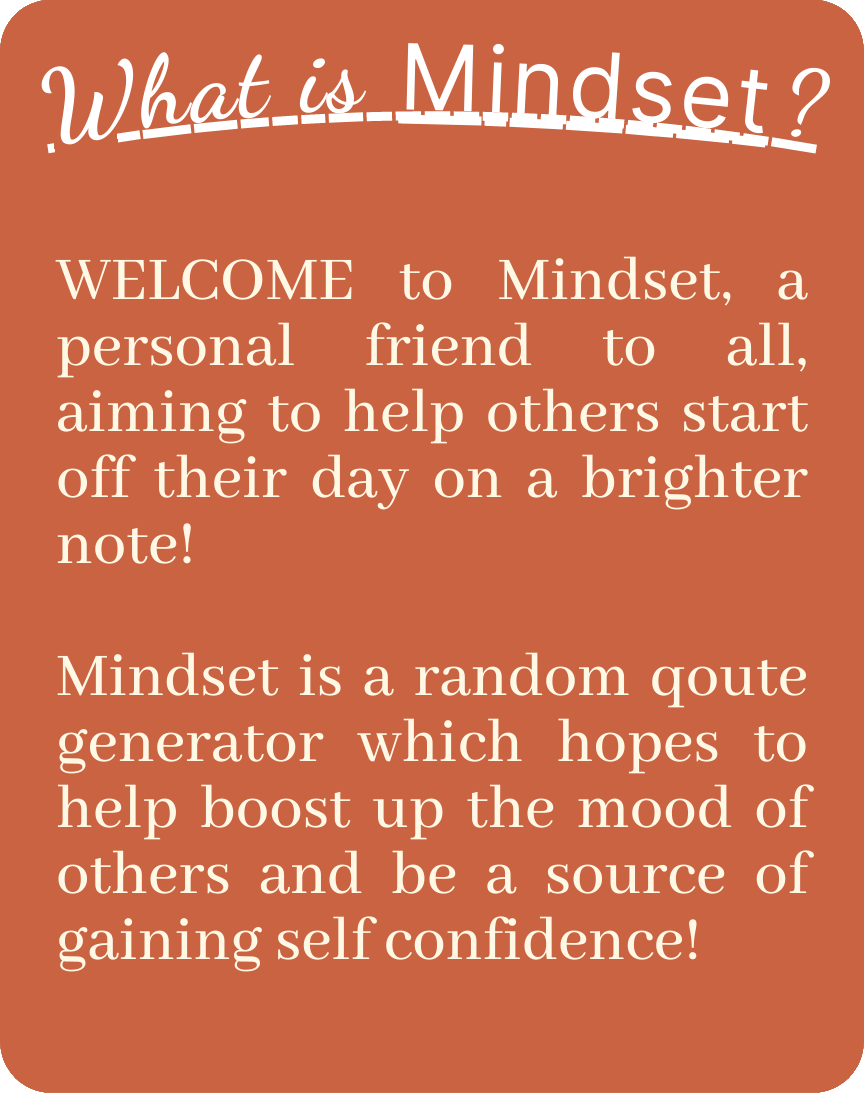 What is Mindset?
WELCOME to Mindset, a
personal friend to all,
aiming to help others start
off their day on a brighter
note!
Mindset is a random qoute
generator which hopes to
help boost up the mood of
others and be a source of
gaining self confidence!